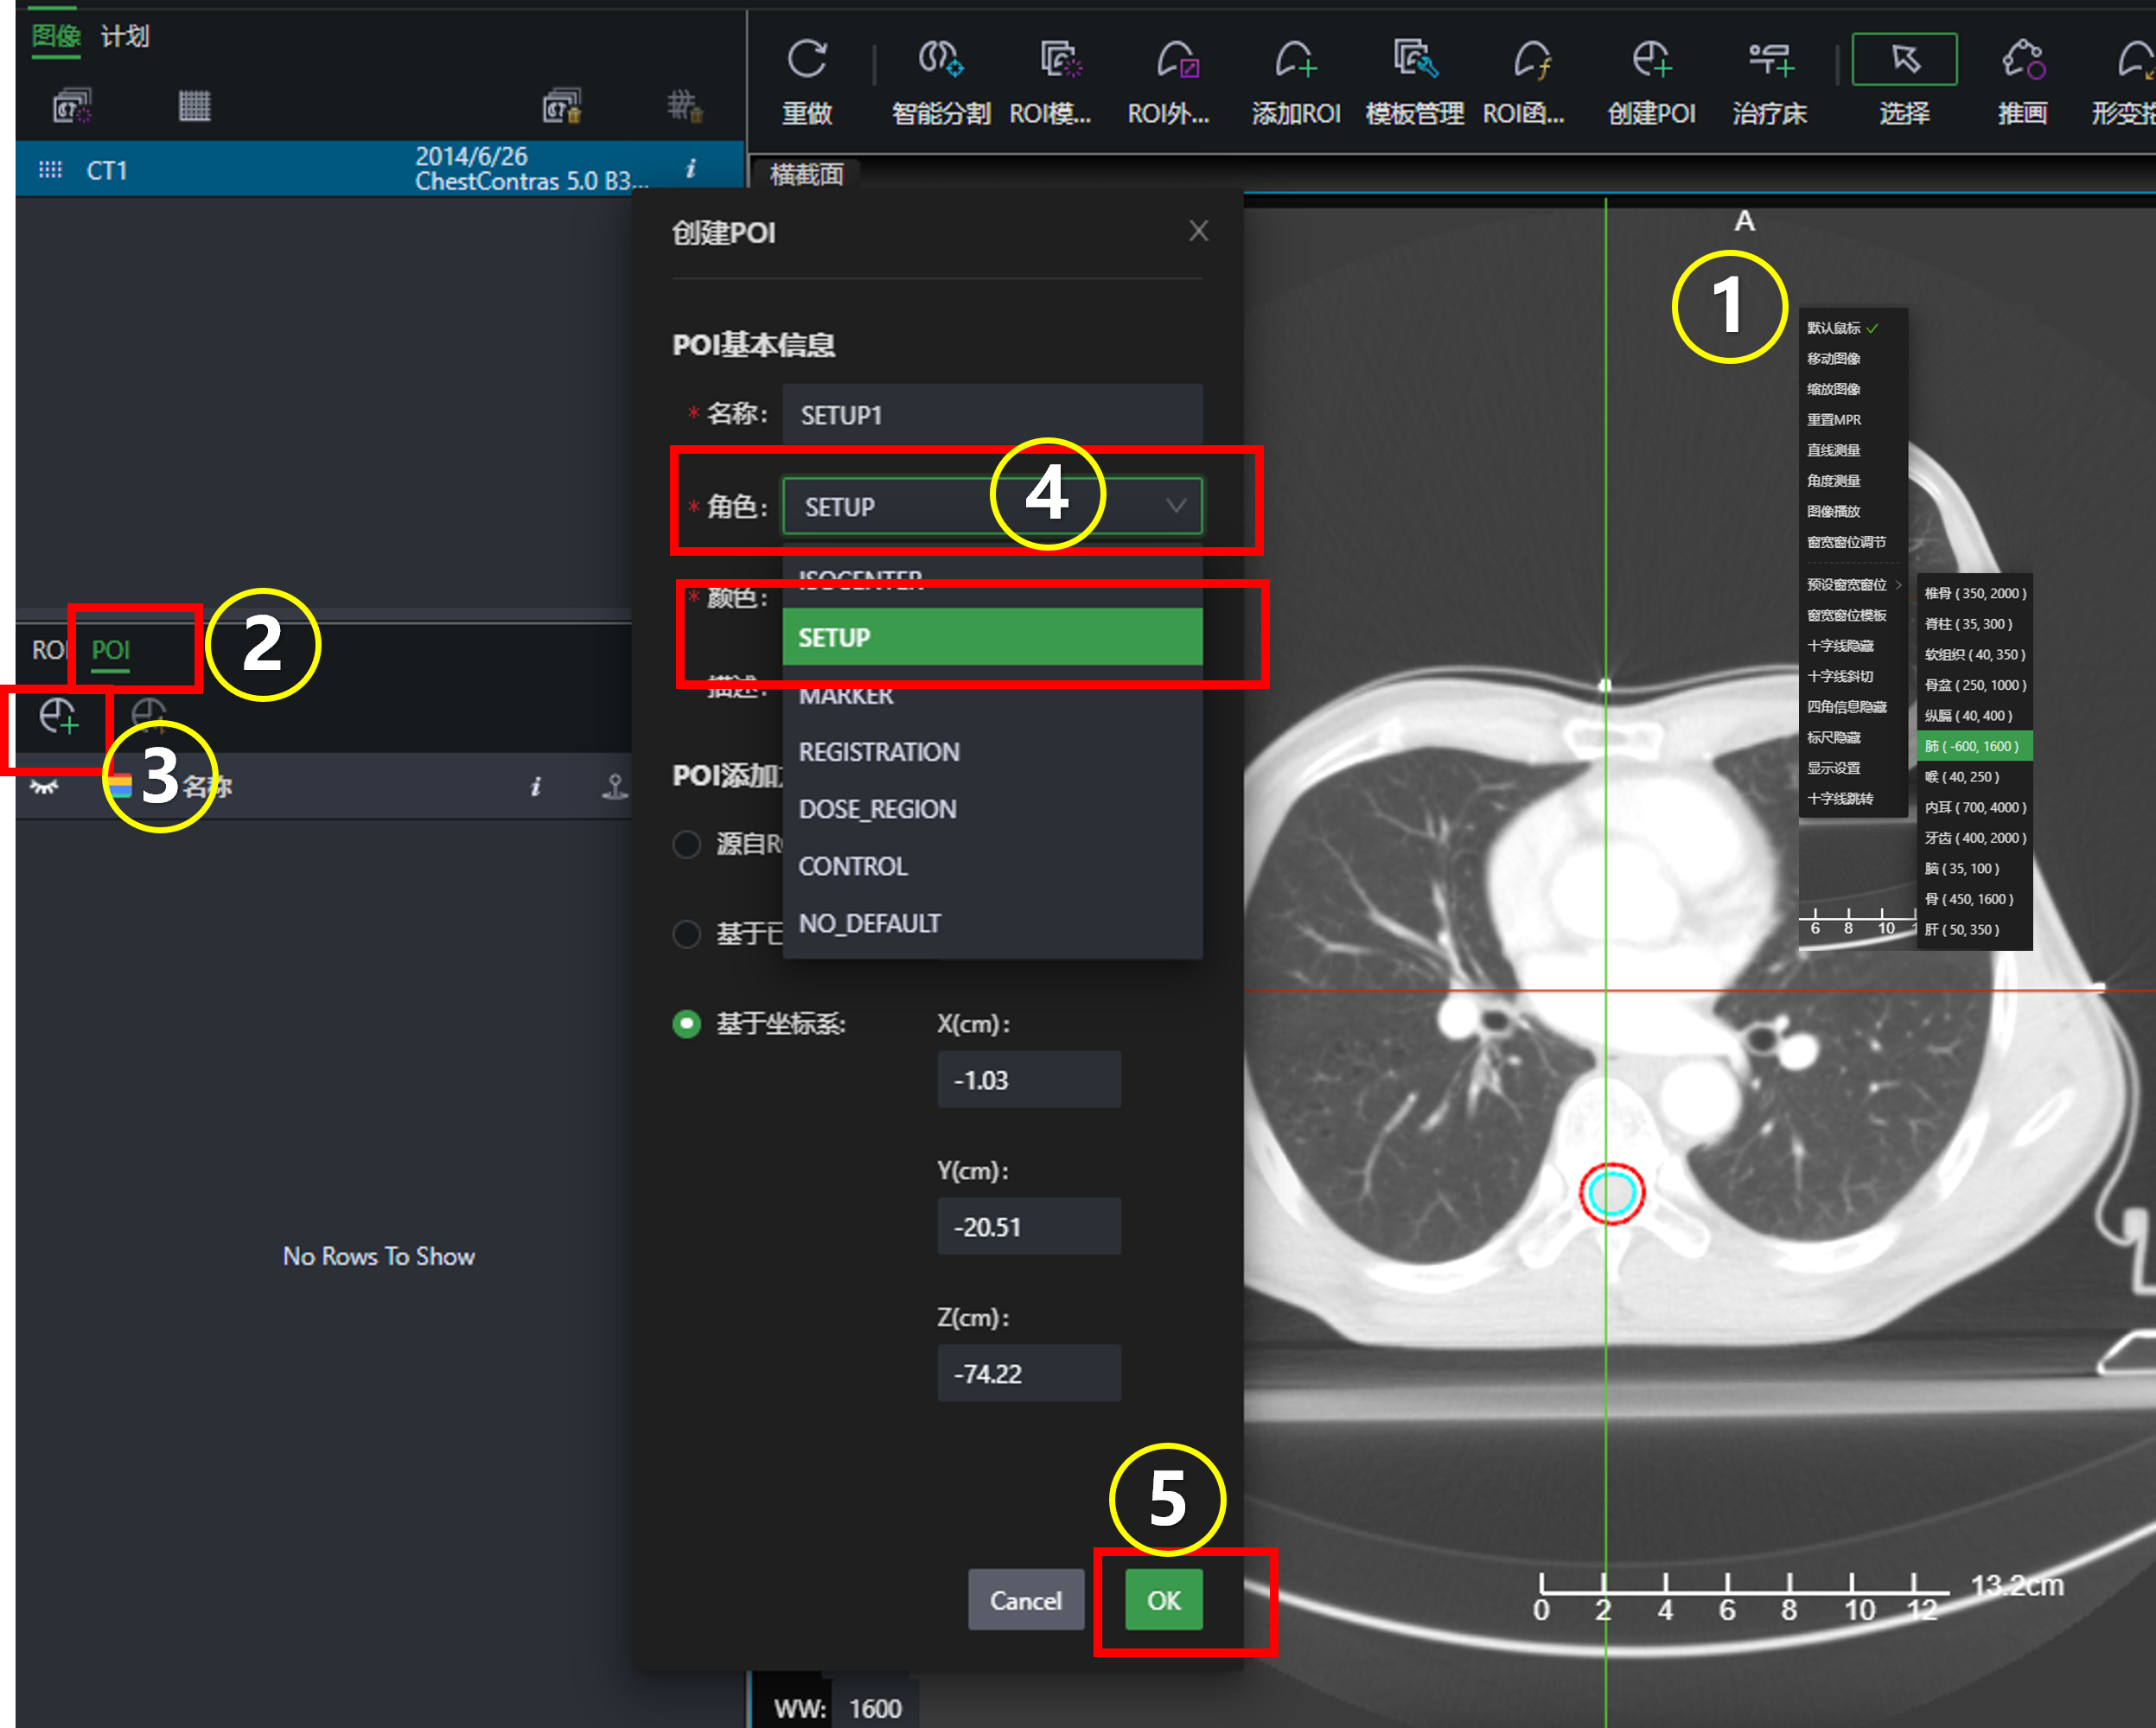 图像 计划
重做 智能分割 ROI模... ROI外... 添加ROI 模板管理 ROI函... 创建POI 治疗床 选择 推画 形变
CT1 2014/6/26 i
ChestContras 5.0 B3...
横截面
创建POI X
A
1
POI基本信息
* 名称: SETUP1
4
* 角色: SETUP
ISOCENTER
* 颜色:
SETUP
描述:
MARKER
REGISTRATION
DOSE_REGION
CONTROL
NO_DEFAULT
ROI POI
2
3
名称 i
No Rows To Show
POI添加
源自R
基于已
基于坐标系: X(cm):
-1.03
Y(cm):
-20.51
Z(cm):
-74.22
5
Cancel OK
默认鼠标
移动图像
缩放图像
重置MPR
直线测量
角度测量
图像播放
窗宽窗位调节
预设窗宽窗位 >
窗宽窗位模板
十字线隐藏
十字线斜切
四角信息隐藏
标尺隐藏
显示设置
十字线跳转
椎骨 ( 350, 2000 )
脊柱 ( 35, 300 )
软组织 ( 40, 350 )
骨盆 ( 250, 1000 )
纵膈 ( 40, 400 )
肺 ( -600, 1600 )
喉 ( 40, 250 )
内耳 ( 700, 4000 )
牙齿 ( 400, 2000 )
脑 ( 35, 100 )
骨 ( 450, 1600 )
肝 ( 50, 350 )
6 8 10
13.2cm
0 2 4 6 8 10 12
WW: 1600